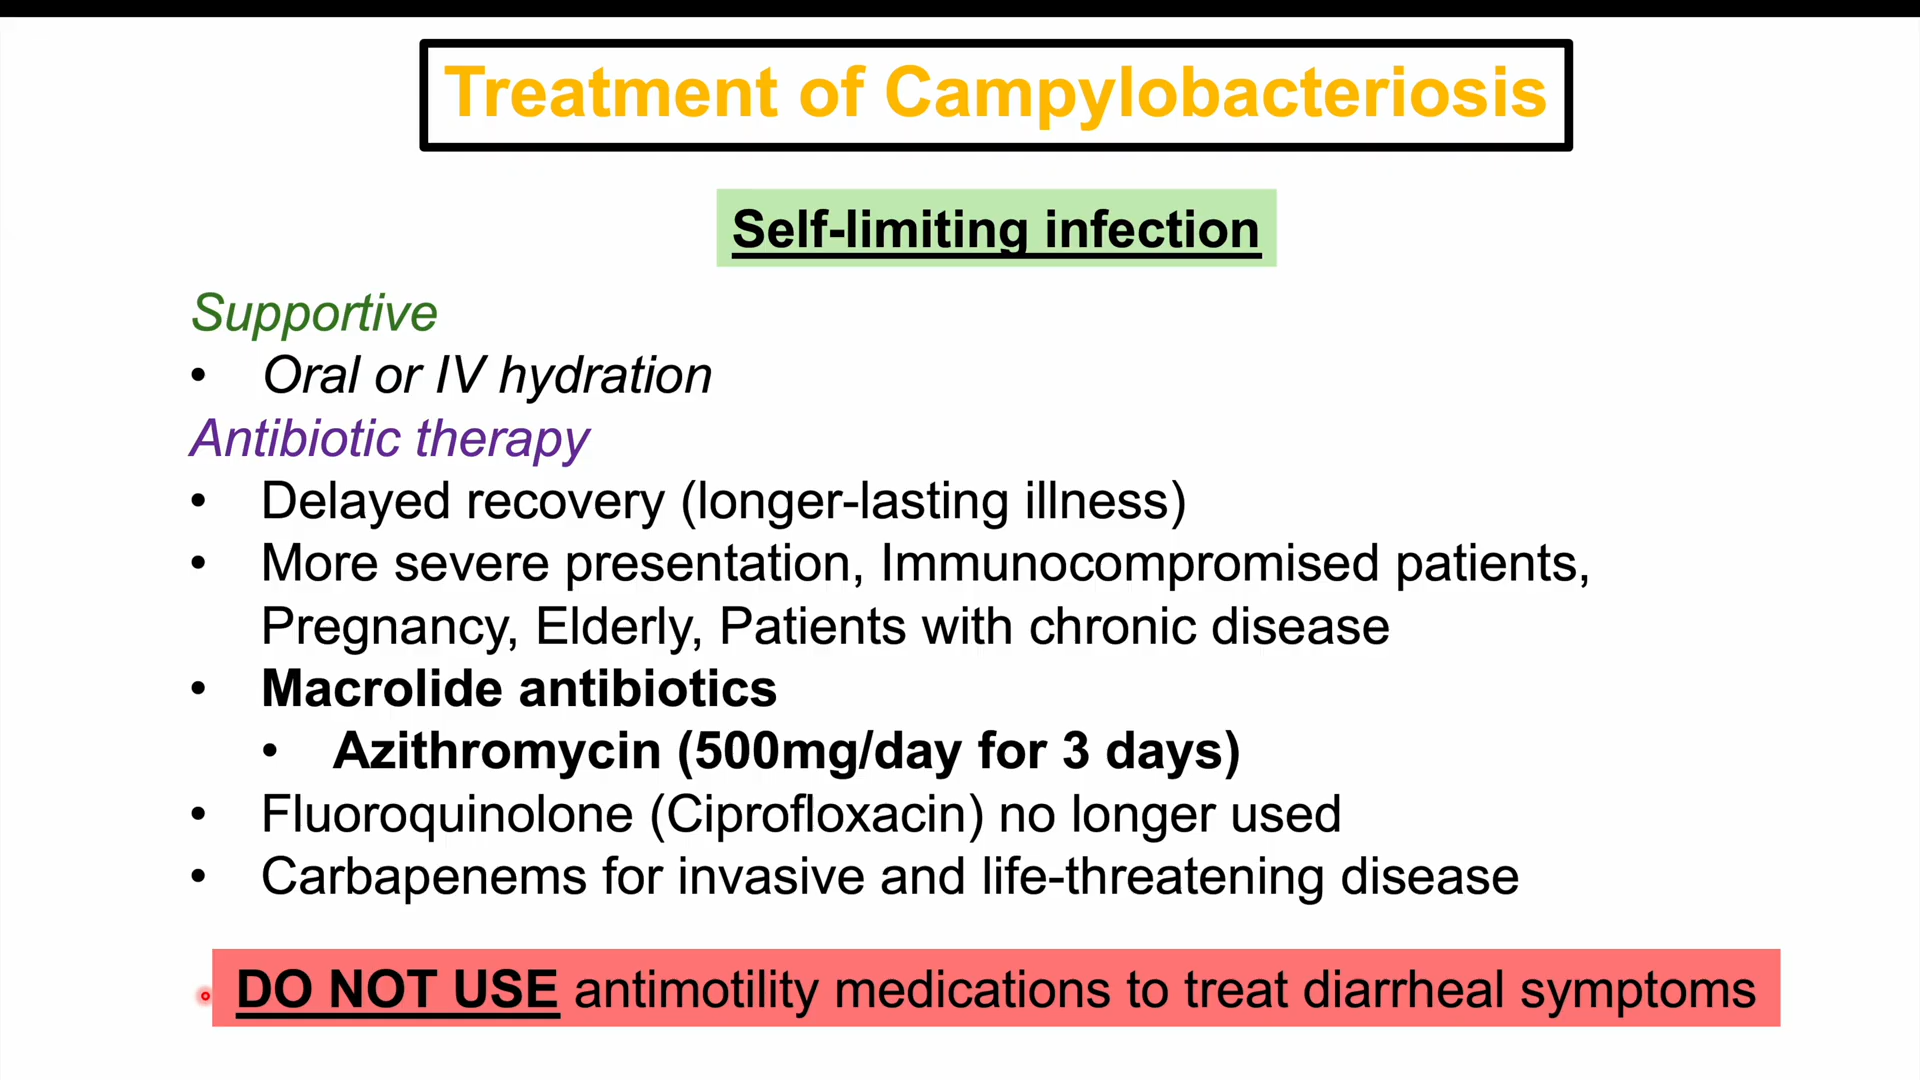 Treatment of Campylobacteriosis
Self-limiting infection
Supportive
• Oral or IV hydration
Antibiotic therapy
• Delayed recovery (longer-lasting illness)
• More severe presentation, Immunocompromised patients,
Pregnancy, Elderly, Patients with chronic disease
• Macrolide antibiotics
• Azithromycin (500mg/day for 3 days)
• Fluoroquinolone (Ciprofloxacin) no longer used
• Carbapenems for invasive and life-threatening disease
DO NOT USE antimotility medications to treat diarrheal symptoms